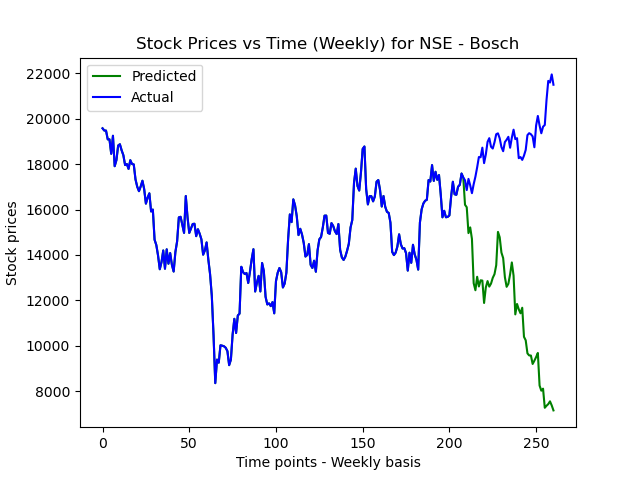 Stock Prices vs Time (Weekly) for NSE - Bosch
Predicted
Actual
22000
20000
18000
16000
14000
12000
10000
8000
Stock prices
0 50 100 150 200 250
Time points - Weekly basis